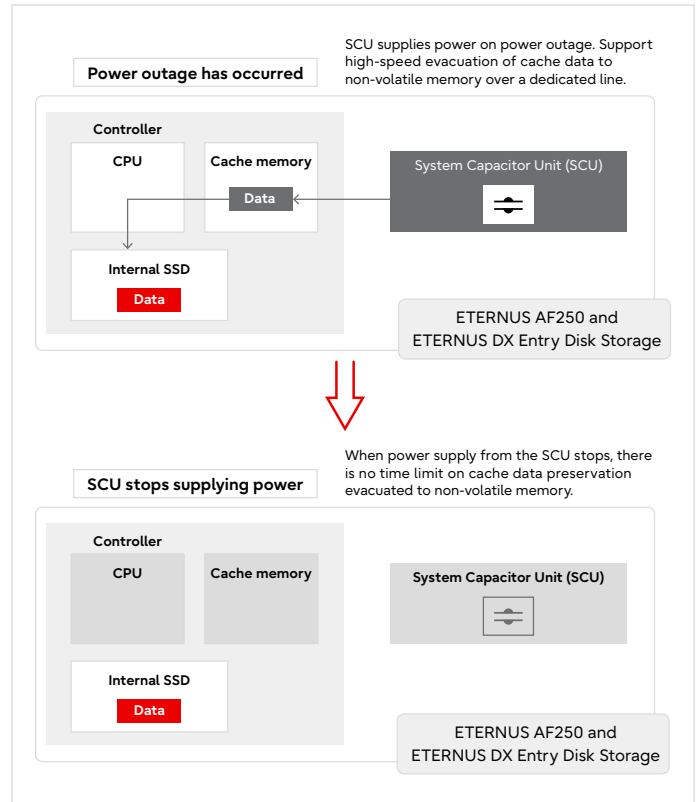 Power outage has occurred
SCU supplies power on power outage. Support
high-speed evacuation of cache data to
non-volatile memory over a dedicated line.
Controller
CPU
Cache memory
Data
System Capacitor Unit (SCU)
Internal SSD
Data
ETERNUS AF250 and
ETERNUS DX Entry Disk Storage
SCU stops supplying power
When power supply from the SCU stops, there
is no time limit on cache data preservation
evacuated to non-volatile memory.
Controller
CPU
Cache memory
System Capacitor Unit (SCU)
Internal SSD
Data
ETERNUS AF250 and
ETERNUS DX Entry Disk Storage